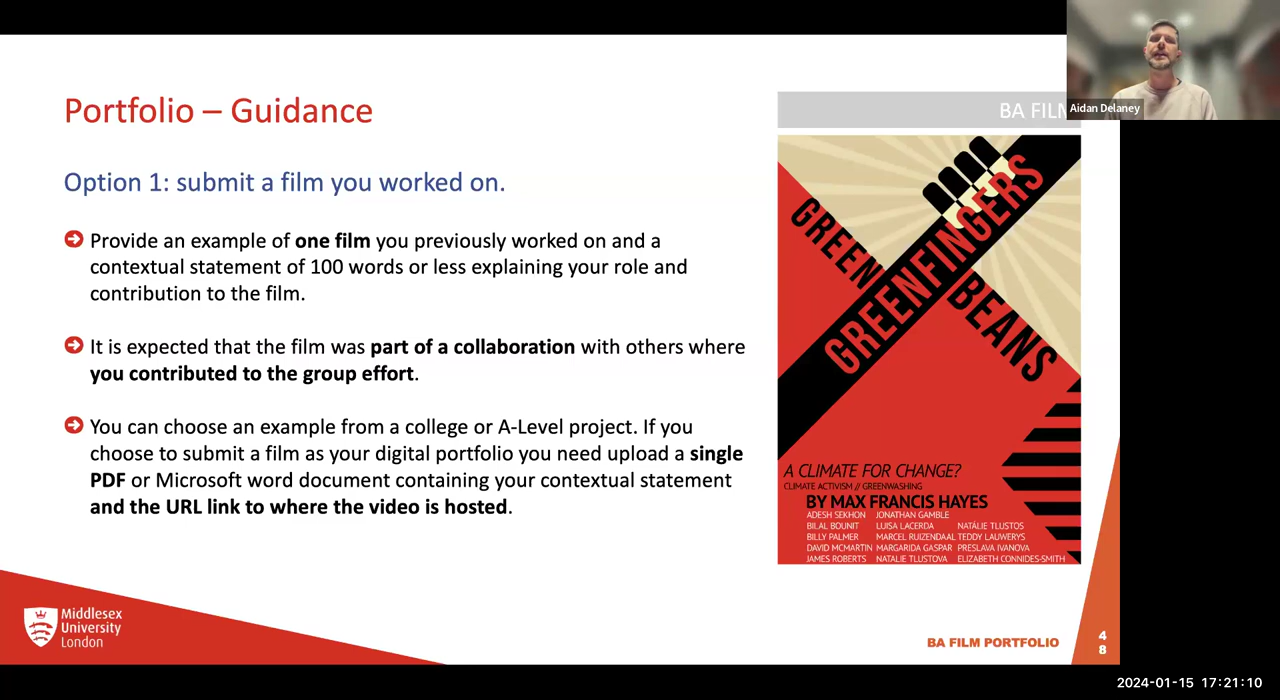 Portfolio – Guidance
BA FILM
Aidan Delaney
Option 1: submit a film you worked on.
Provide an example of one film you previously worked on and a
contextual statement of 100 words or less explaining your role and
contribution to the film.
It is expected that the film was part of a collaboration with others where
you contributed to the group effort.
You can choose an example from a college or A-Level project. If you
choose to submit a film as your digital portfolio you need upload a single
PDF or Microsoft word document containing your contextual statement
and the URL link to where the video is hosted.
GREEN
GREENFINGERS
BEANS
A CLIMATE FOR CHANGE?
CLIMATE ACTIVISM // GREENWASHING
BY MAX FRANCIS HAYES
ADESH SEKHON JONATHAN GAMBLE
BILAL BOUNIT LUISA LACERDA NATÁLIE TLUSTOS
BILLY PALMER MARCEL RUIZENDAAL TEDDY LAUWERYS
DAVID MCMARTIN MARGARIDA GASPAR PRESLAVA IVANOVA
JAMES ROBERTS NATALIE TLUSTOVA ELIZABETH CONNIDES-SMITH
Middlesex
University
London
BA FILM PORTFOLIO
4
8
2024-01-15 17:21:10